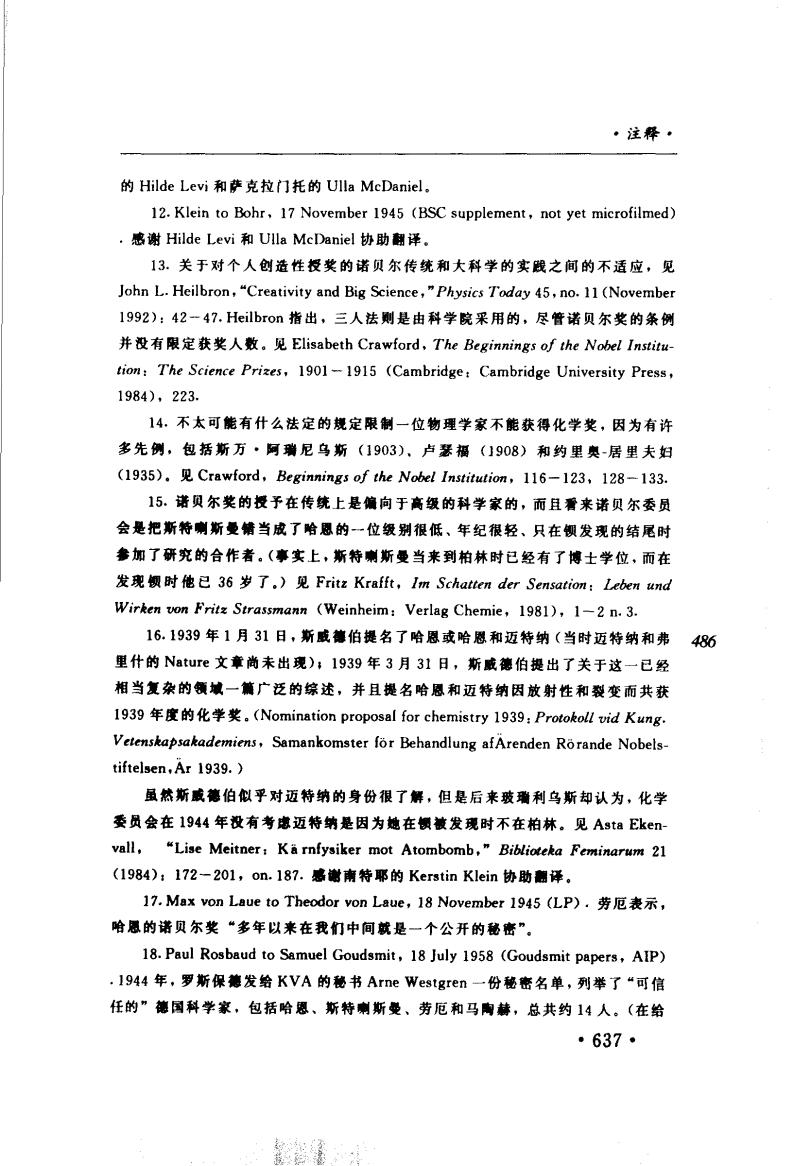 ·注释·
的 Hilde Levi 和萨克拉门托的 Ulla McDaniel。
12. Klein to Bohr, 17 November 1945 (BSC supplement, not yet microfilmed)
. 感谢 Hilde Levi 和 Ulla McDaniel 协助翻译。
13. 关于对个人创造性授奖的诺贝尔传统和大科学的实践之间的不适应，见
John L. Heilbron, “Creativity and Big Science,” Physics Today 45, no. 11 (November
1992): 42－47. Heilbron 指出，三人法则是由科学院采用的，尽管诺贝尔奖的条例
并没有限定获奖人数。见 Elisabeth Crawford, The Beginnings of the Nobel Institu-
tion: The Science Prizes, 1901－1915 (Cambridge: Cambridge University Press,
1984), 223.
14. 不太可能有什么法定的规定限制一位物理学家不能获得化学奖，因为有许
多先例，包括斯万·阿瑞尼乌斯（1903）、卢瑟福（1908）和约里奥-居里夫妇
（1935）。见 Crawford, Beginnings of the Nobel Institution, 116－123, 128－133.
15. 诺贝尔奖的授予在传统上是偏向于高级的科学家的，而且看来诺贝尔委员
会是把斯特喇斯曼错当成了哈恩的一位级别很低、年纪很轻、只在钡发现的结尾时
参加了研究的合作者。（事实上，斯特喇斯曼当来到柏林时已经有了博士学位，而在
发现钡时他已 36 岁了。）见 Fritz Krafft, Im Schatten der Sensation: Leben und
Wirken von Fritz Strassmann (Weinheim: Verlag Chemie, 1981), 1－2 n. 3.
16. 1939 年 1 月 31 日，斯威德伯提名了哈恩或哈恩和迈特纳（当时迈特纳和弗
里什的 Nature 文章尚未出现）；1939 年 3 月 31 日，斯威德伯提出了关于这一已经
相当复杂的领域一篇广泛的综述，并且提名哈恩和迈特纳因放射性和裂变而共获
1939 年度的化学奖。(Nomination proposal for chemistry 1939: Protokoll vid Kung.
Vetenskapsakademiens, Samankomster för Behandlung afÄrenden Rörande Nobels-
tiftelsen, Är 1939.)
虽然斯威德伯似乎对迈特纳的身份很了解，但是后来玻瑞利乌斯却认为，化学
委员会在 1944 年没有考虑迈特纳是因为她在钡被发现时不在柏林。见 Asta Eken-
vall, “Lise Meitner: Kä rnfysiker mot Atombomb,” Biblioteka Feminarum 21
(1984): 172－201, on. 187. 感谢南特耶的 Kerstin Klein 协助翻译。
17. Max von Laue to Theodor von Laue, 18 November 1945 (LP). 劳厄表示，
哈恩的诺贝尔奖“多年以来在我们中间就是一个公开的秘密”。
18. Paul Rosbaud to Samuel Goudsmit, 18 July 1958 (Goudsmit papers, AIP)
. 1944 年，罗斯保德发给 KVA 的秘书 Arne Westgren 一份秘密名单，列举了“可信
任的”德国科学家，包括哈恩、斯特喇斯曼、劳厄和马陶赫，总共约 14 人。（在给
486
·637·